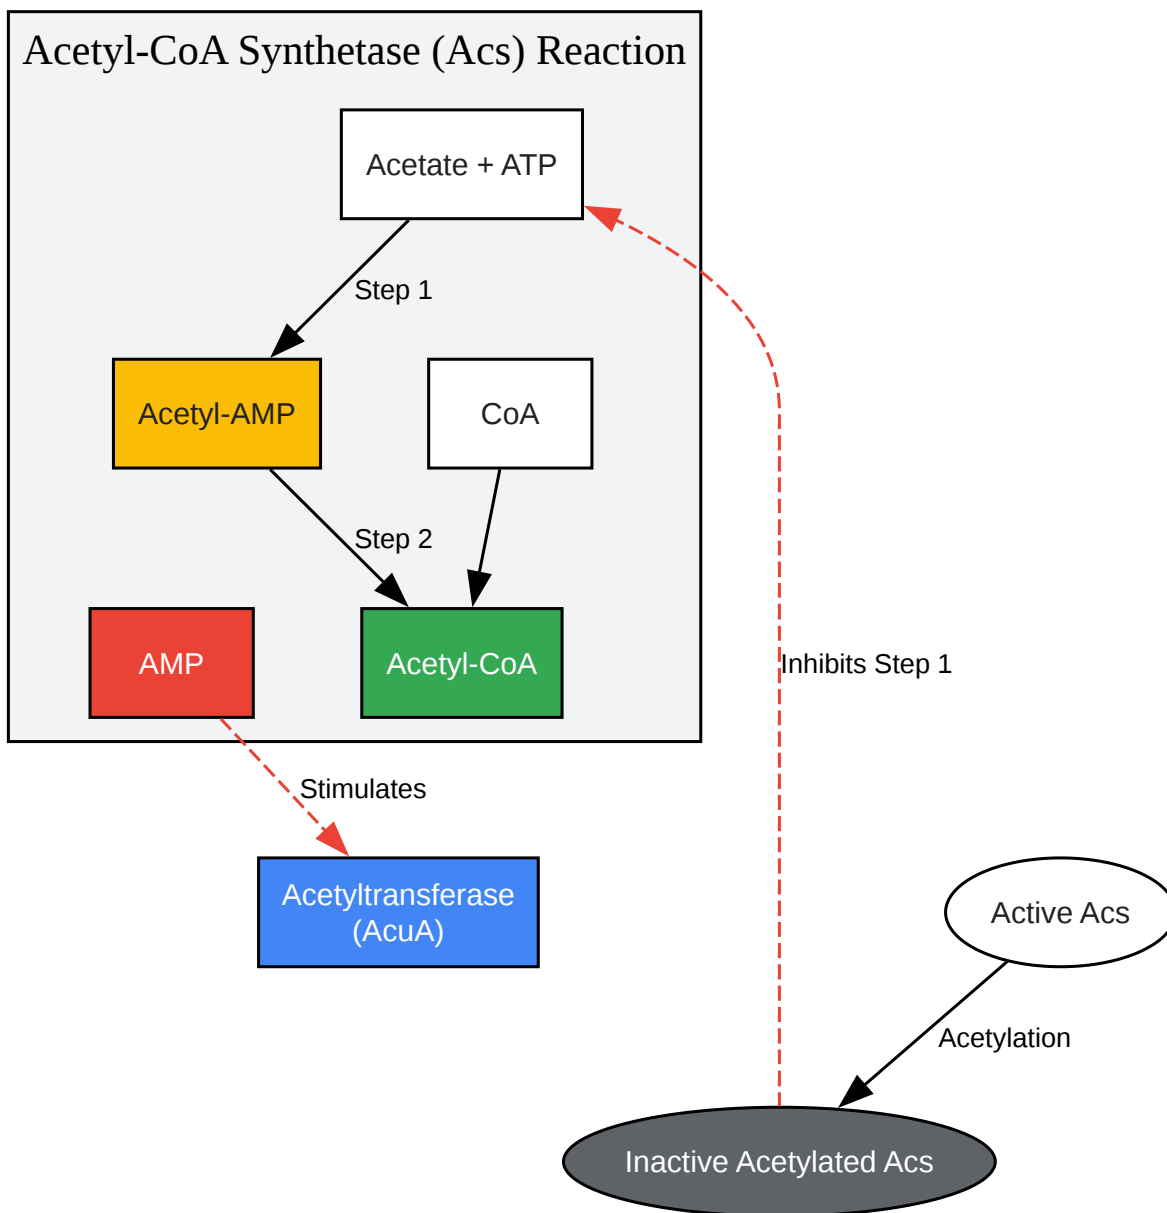 Acetyl-CoA Synthetase (Acs) Reaction
Acetate + ATP
Step 1
Acetyl-AMP
CoA
Step 2
AMP
Acetyl-CoA
Inhibits Step 1
Stimulates
Acetyltransferase
(AcuA)
Active Acs
Acetylation
Inactive Acetylated Acs